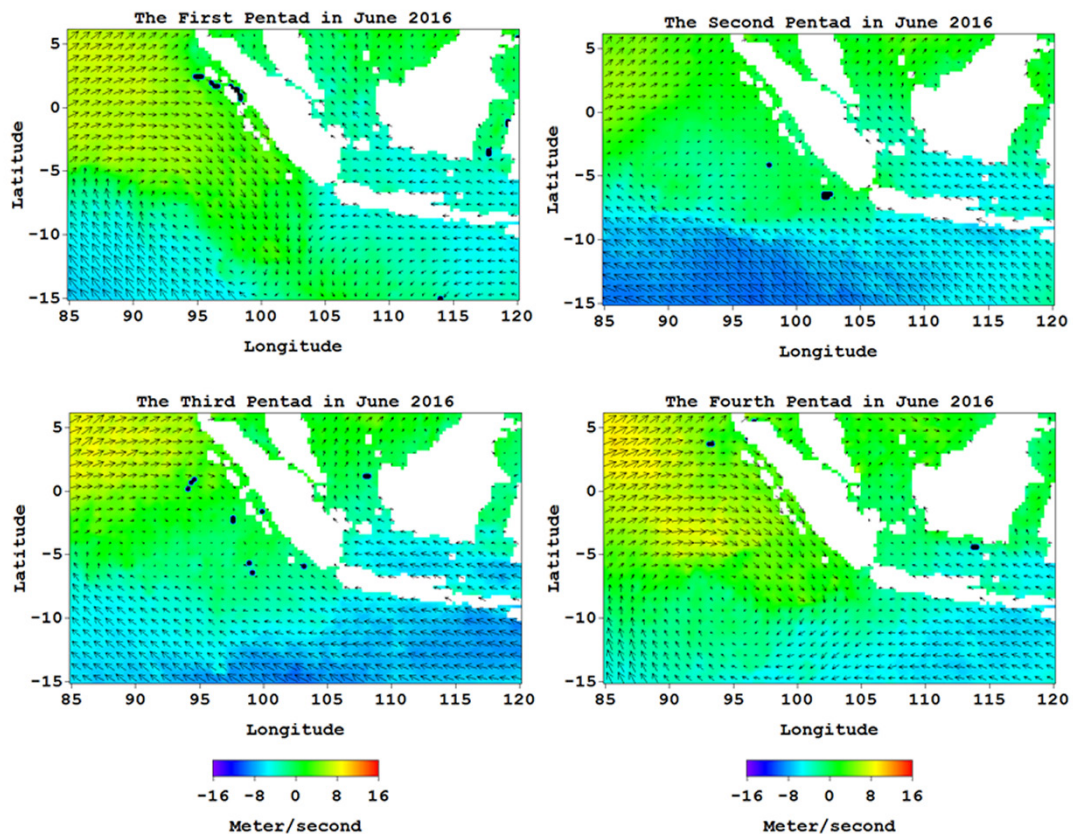 The First Pentad in June 2016
Latitude
5
0
-5
-10
-15
85 90 95 100 105 110 115 120
Longitude
The Second Pentad in June 2016
Latitude
5
0
-5
-10
-15
85 90 95 100 105 110 115 120
Longitude
The Third Pentad in June 2016
Latitude
5
0
-5
-10
-15
85 90 95 100 105 110 115 120
Longitude
The Fourth Pentad in June 2016
Latitude
5
0
-5
-10
-15
85 90 95 100 105 110 115 120
Longitude
-16 -8 0 8 16
Meter/second
-16 -8 0 8 16
Meter/second